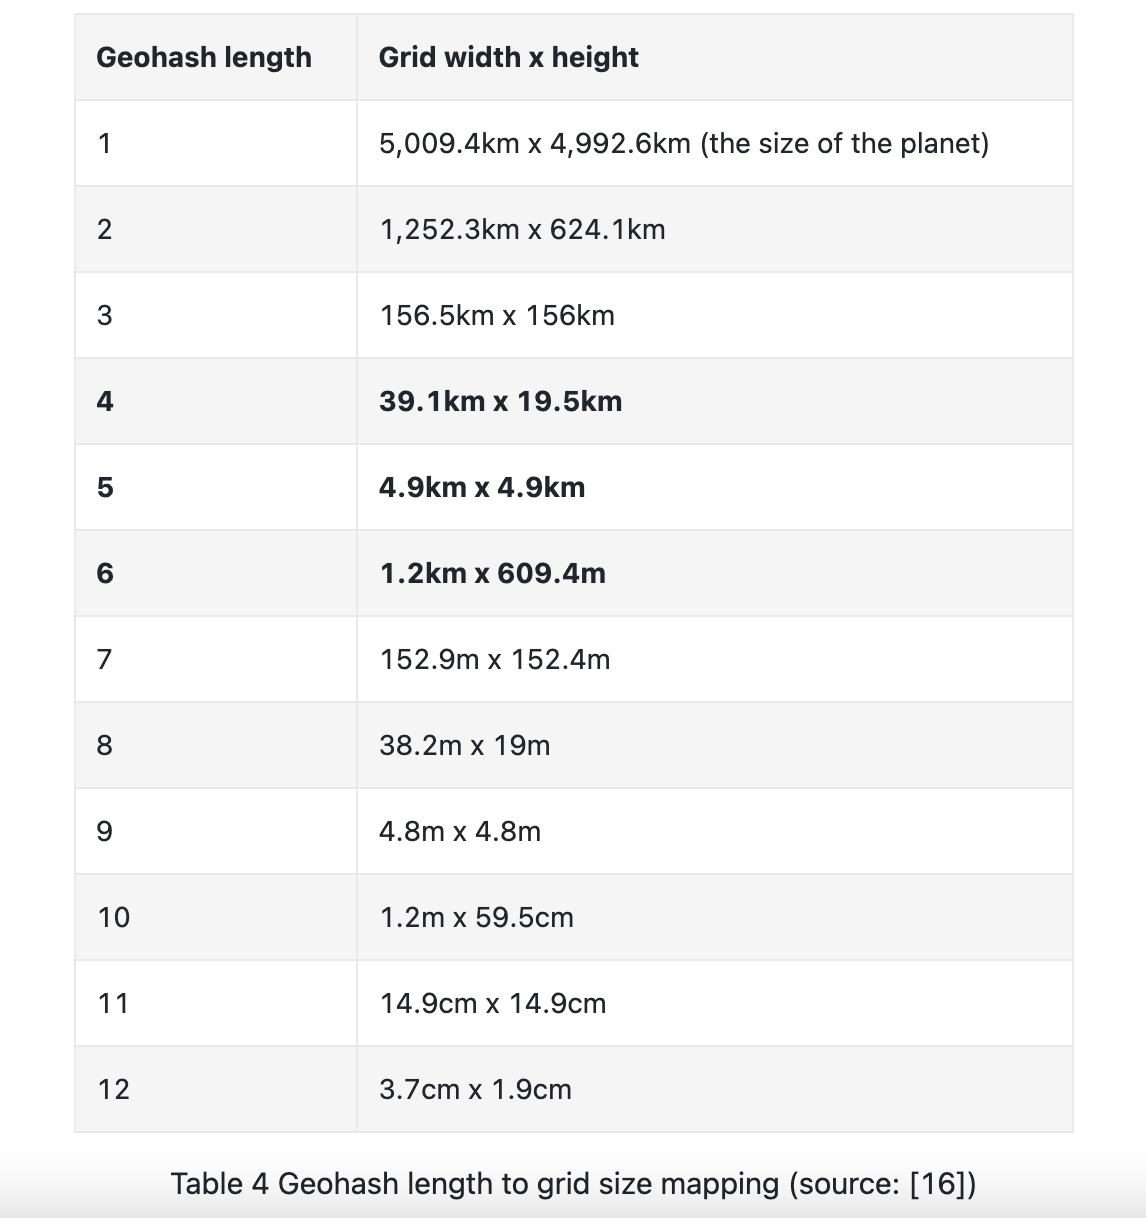 Geohash length Grid width x height
1 5,009.4km x 4,992.6km (the size of the planet)
2 1,252.3km x 624.1km
3 156.5km x 156km
4 39.1km x 19.5km
5 4.9km x 4.9km
6 1.2km x 609.4m
7 152.9m x 152.4m
8 38.2m x 19m
9 4.8m x 4.8m
10 1.2m x 59.5cm
11 14.9cm x 14.9cm
12 3.7cm x 1.9cm
Table 4 Geohash length to grid size mapping (source: [16])